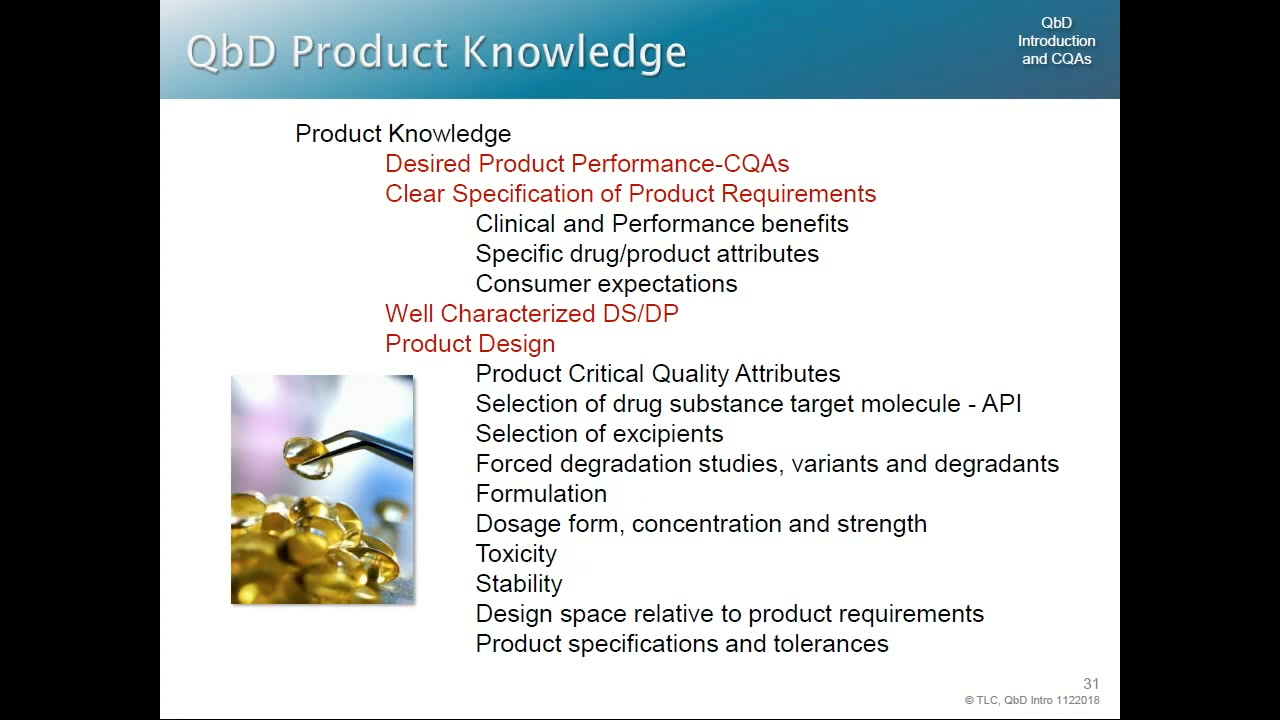 QbD Product Knowledge
QbD
Introduction
and CQAs
Product Knowledge
Desired Product Performance-CQAs
Clear Specification of Product Requirements
Clinical and Performance benefits
Specific drug/product attributes
Consumer expectations
Well Characterized DS/DP
Product Design
Product Critical Quality Attributes
Selection of drug substance target molecule - API
Selection of excipients
Forced degradation studies, variants and degradants
Formulation
Dosage form, concentration and strength
Toxicity
Stability
Design space relative to product requirements
Product specifications and tolerances
31
© TLC, QbD Intro 1122018